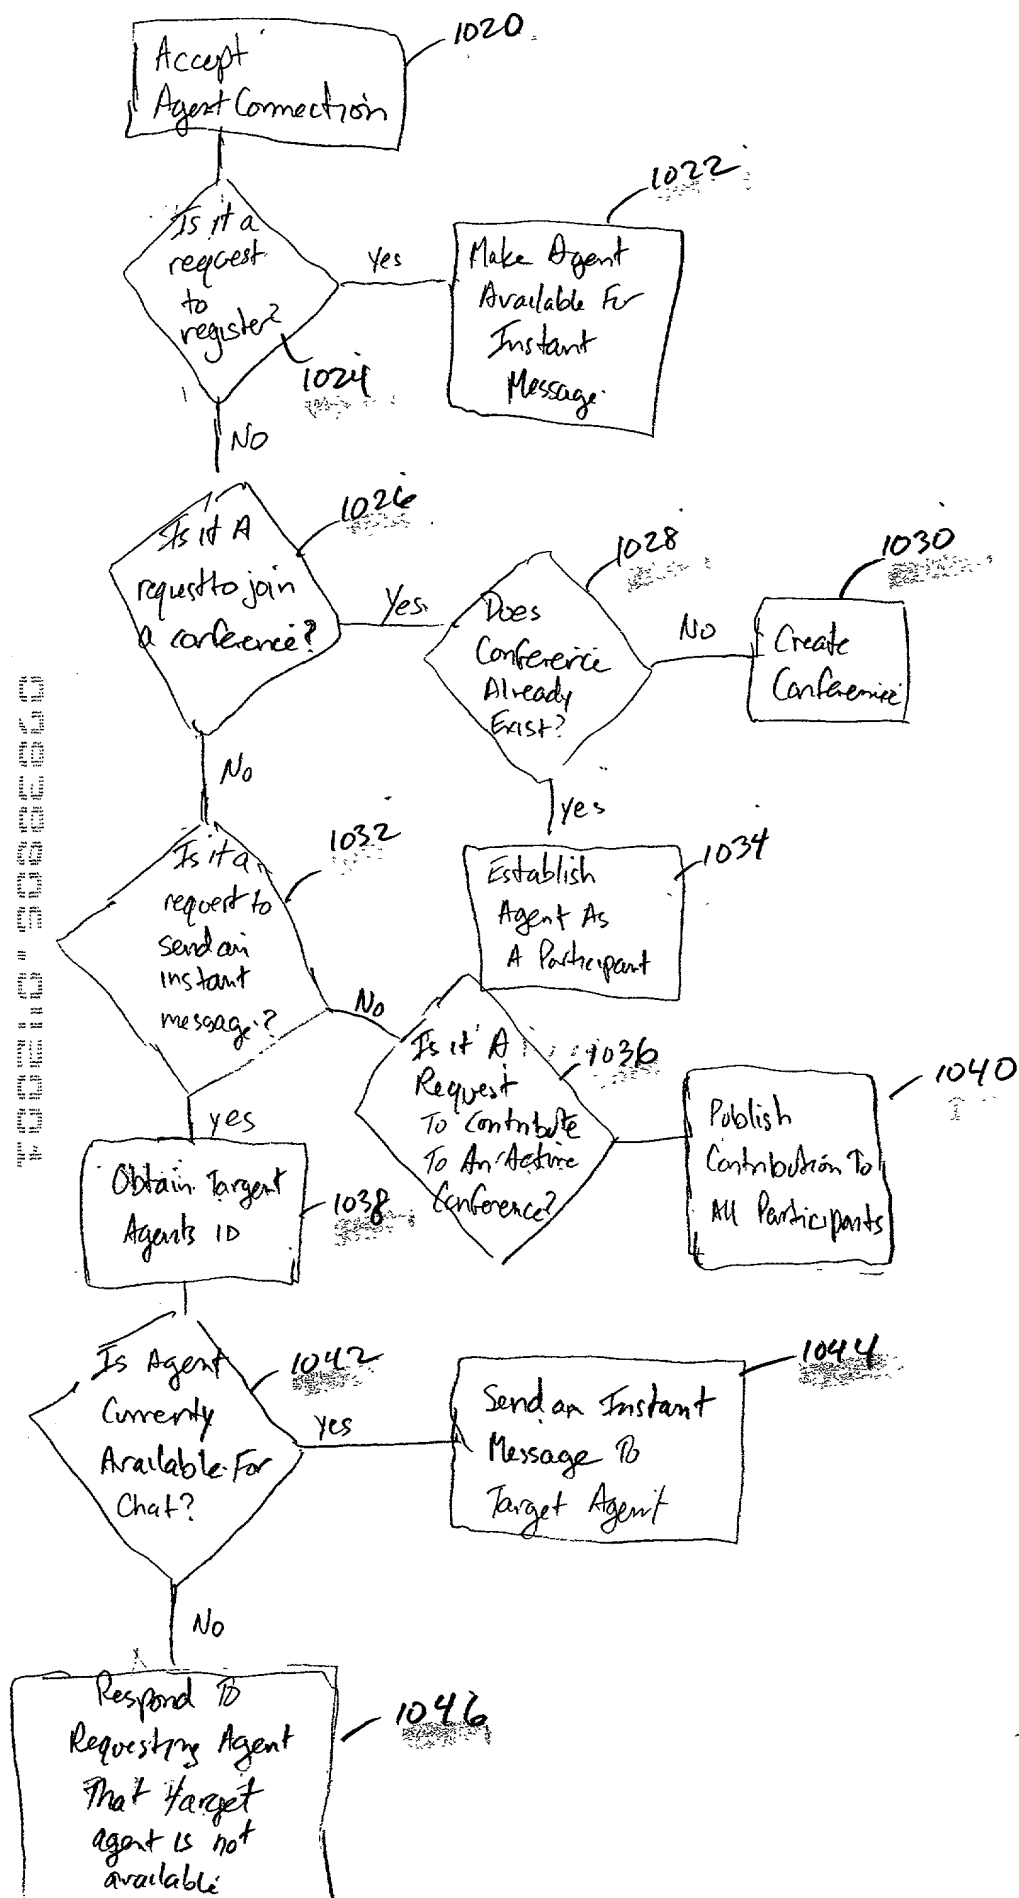 1020
Accept
Agent Connection
1022
Is it a
request
to
register?
1024
Yes
Make Agent
Available For
Instant
Message
NO
1026
Is it A
request to join
a conference?
Yes
1028
Does
Conference
Already
Exist?
NO
1030
Create
Conference
No
yes
1032
Is it a
request to
send an
instant
message?
1034
Establish
Agent As
A Participant
No
1036
Is it A
Request
To Contribute
To An Active
Conference?
1040
Publish
Contribution To
All Participants
yes
Obtain Targent
Agents ID
1038
1042
Is Agent
Currently
Available For
Chat?
yes
1044
Send an Instant
Message To
Target Agent
No
1046
Respond To
Requesting Agent
That target
agent is not
available